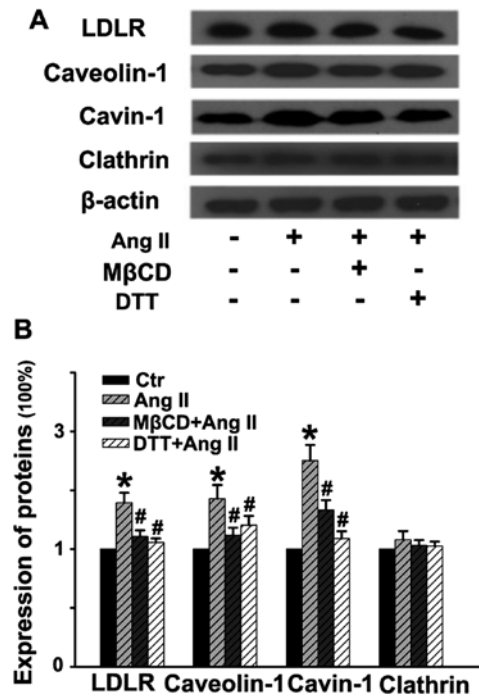 A
LDLR
Caveolin-1
Cavin-1
Clathrin
β-actin
Ang II - + + +
MβCD - - + -
DTT - - - +
B
Expression of proteins (100%)
3
1
0
Ctr
Ang II
MβCD+Ang II
DTT+Ang II
* # #
* # #
* # #
LDLR Caveolin-1 Cavin-1 Clathrin